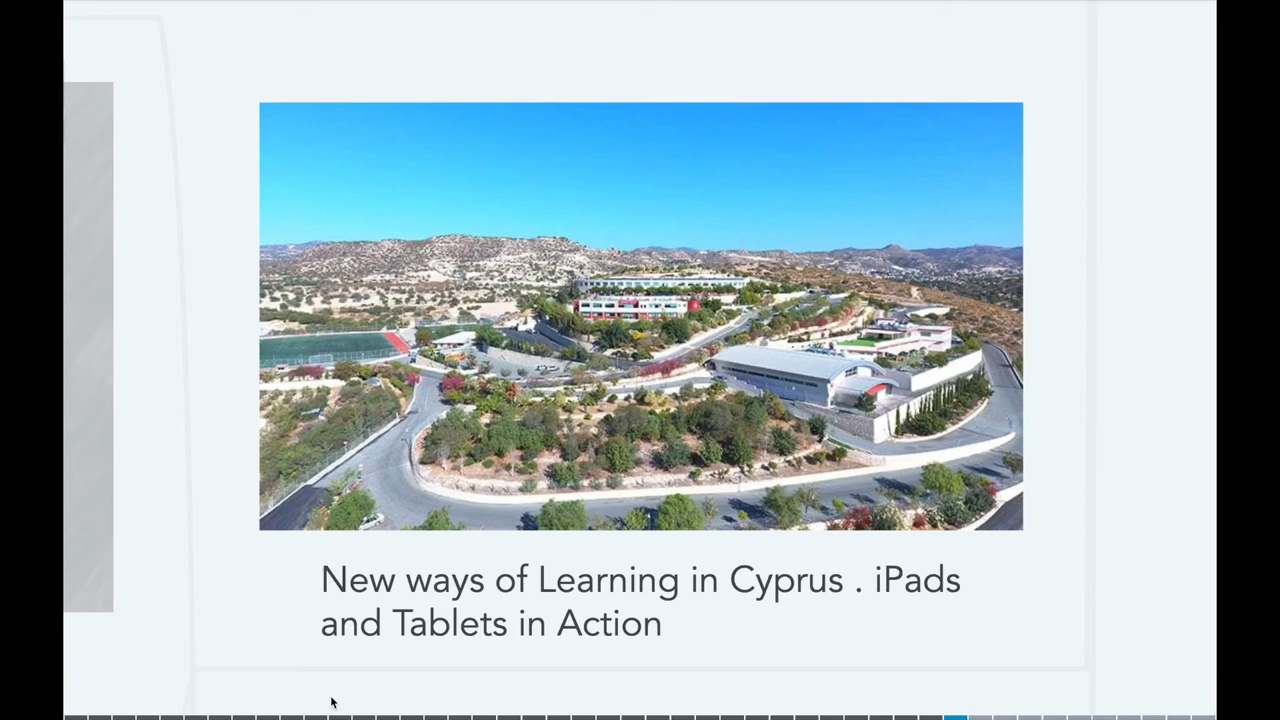 New ways of Learning in Cyprus . iPads
and Tablets in Action